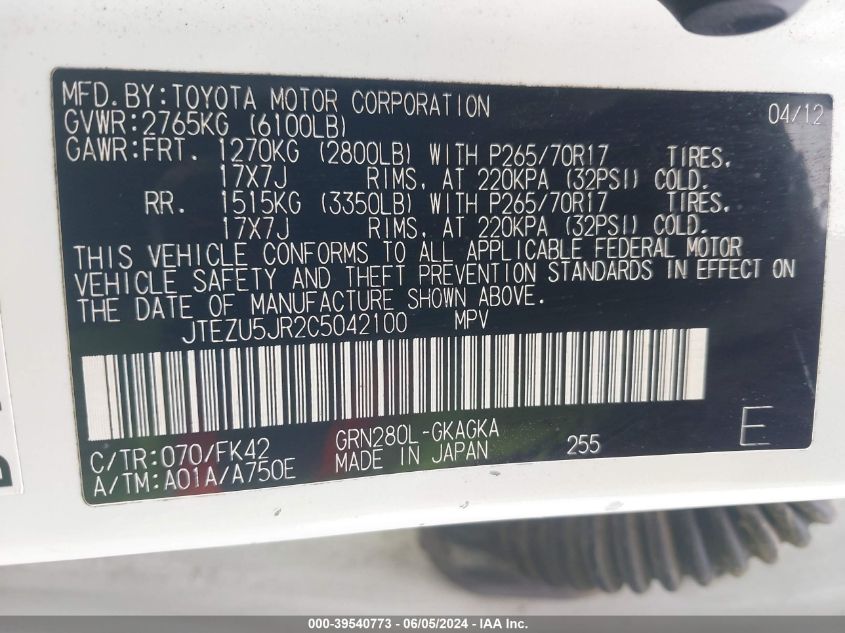 MFD. BY: TOYOTA MOTOR CORPORATION 04/12
GVWR: 2765KG (6100LB)
GAWR: FRT. 1270KG (2800LB) WITH P265/70R17 TIRES.
17X7J RIMS, AT 220KPA (32PSI) COLD.
RR. 1515KG (3350LB) WITH P265/70R17 TIRES.
17X7J RIMS, AT 220KPA (32PSI) COLD.
THIS VEHICLE CONFORMS TO ALL APPLICABLE FEDERAL MOTOR
VEHICLE SAFETY AND THEFT PREVENTION STANDARDS IN EFFECT ON
THE DATE OF MANUFACTURE SHOWN ABOVE.
JTEZU5JR2C5042100 MPV
C/TR: 070/FK42 GRN280L-GKAGKA
A/TM: A01A/A750E MADE IN JAPAN 255 E
000-39540773 - 06/05/2024 - IAA Inc.